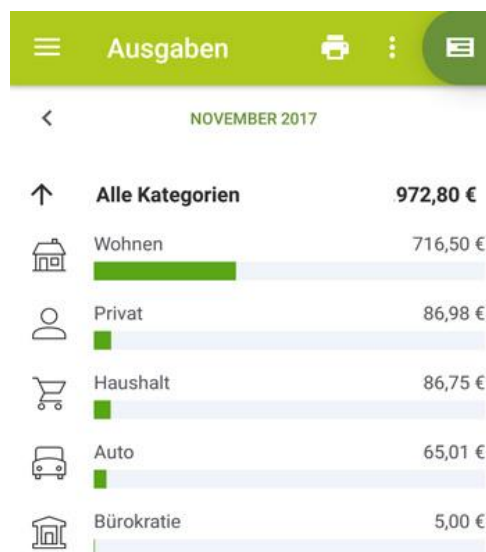 Ausgaben
NOVEMBER 2017
Alle Kategorien 972,80 €
Wohnen 716,50 €
Privat 86,98 €
Haushalt 86,75 €
Auto 65,01 €
Bürokratie 5,00 €